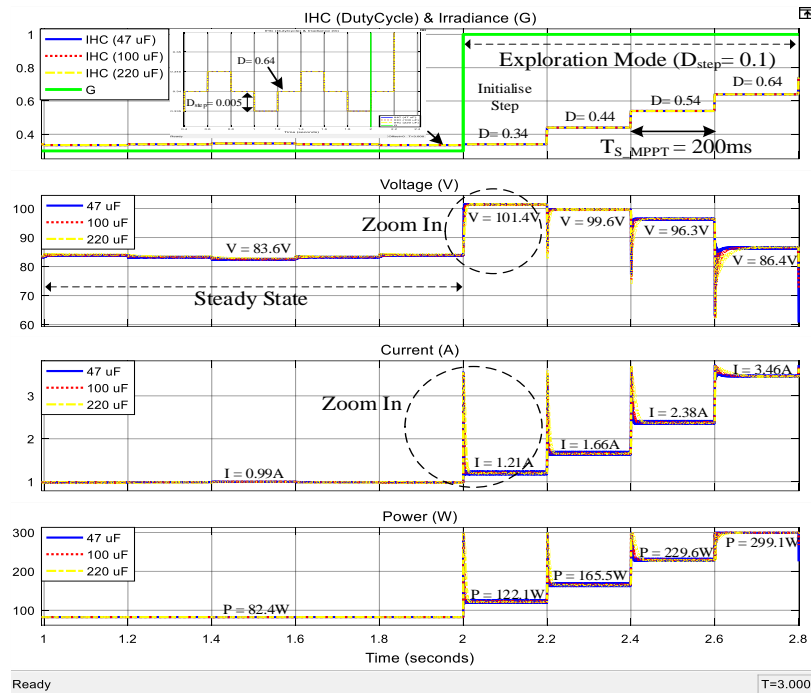 IHC (DutyCycle) & Irradiance (G)
IHC (47 uF)
IHC (100 uF)
IHC (220 uF)
G
D= 0.64
Dstep= 0.005
Time (seconds)
Exploration Mode (Dstep= 0.1)
Initialise
Step
D= 0.34
D= 0.44
D= 0.54
D= 0.64
TS_MPPT = 200ms
1
0.8
0.6
0.4
Voltage (V)
47 uF
100 uF
220 uF
100
90
80
70
60
Zoom In
V = 83.6V
V = 101.4V
V = 99.6V
V = 96.3V
V = 86.4V
Steady State
Current (A)
47 uF
100 uF
220 uF
3
2
1
Zoom In
I = 0.99A
I = 1.21A
I = 1.66A
I = 2.38A
I = 3.46A
Power (W)
47 uF
100 uF
220 uF
300
200
100
P = 82.4W
P = 122.1W
P = 165.5W
P = 229.6W
P = 299.1W
1 1.2 1.4 1.6 1.8 2 2.2 2.4 2.6 2.8
Time (seconds)
Ready
T=3.000